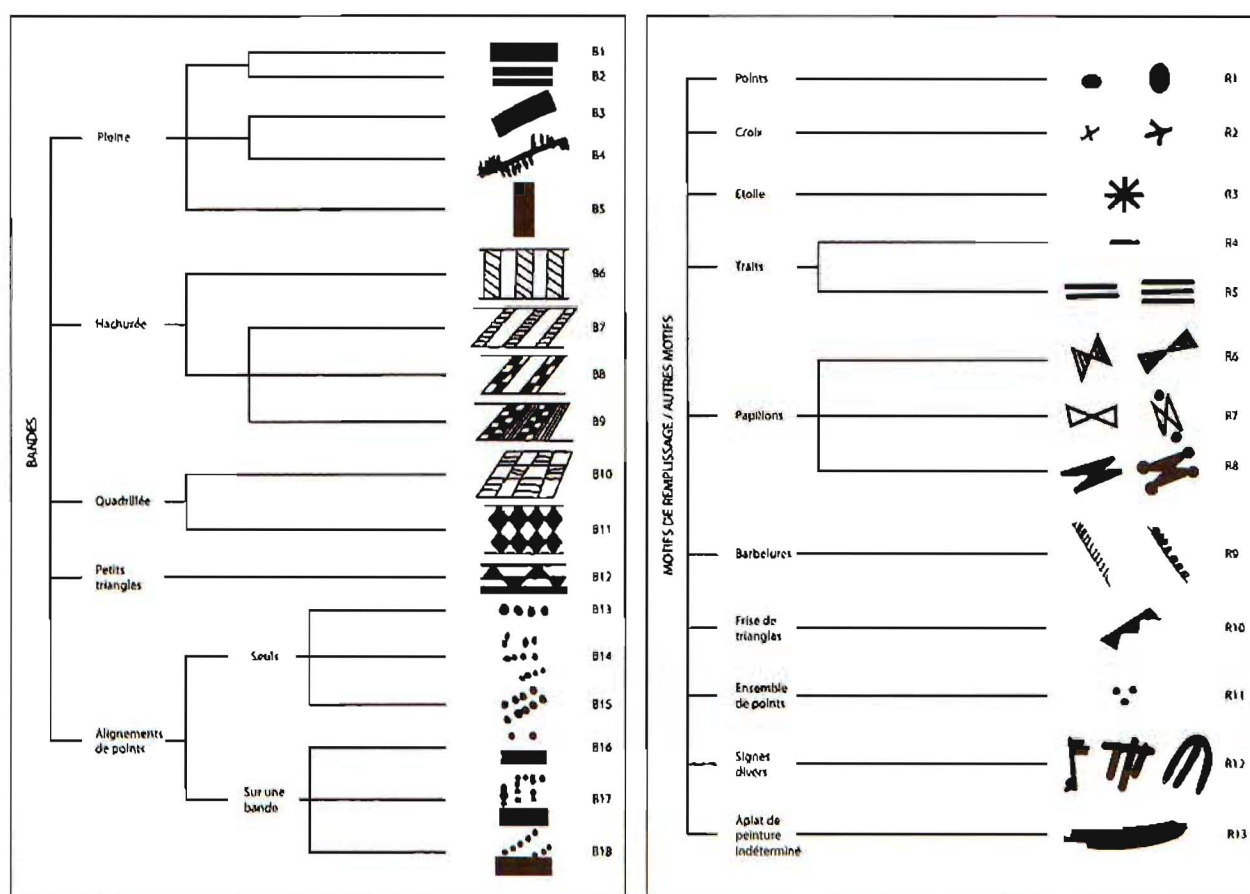 BANDES
Pleine
B1
B2
B3
B4
B5
Hachurée
B6
B7
B8
B9
Quadrillée
B10
B11
Petits
triangles
B12
Alignements
de points
Seuls
B13
B14
B15
Sur une
bande
B16
B17
B18
MOTIFS DE REMPLISSAGE / AUTRES MOTIFS
Points
R1
Croix
R2
Etoile
R3
Traits
R4
R5
Papillons
R6
R7
R8
Barbelures
R9
Frise de
triangles
R10
Ensemble
de points
R11
Signes
divers
R12
Aplat de
peinture
indéterminé
R13